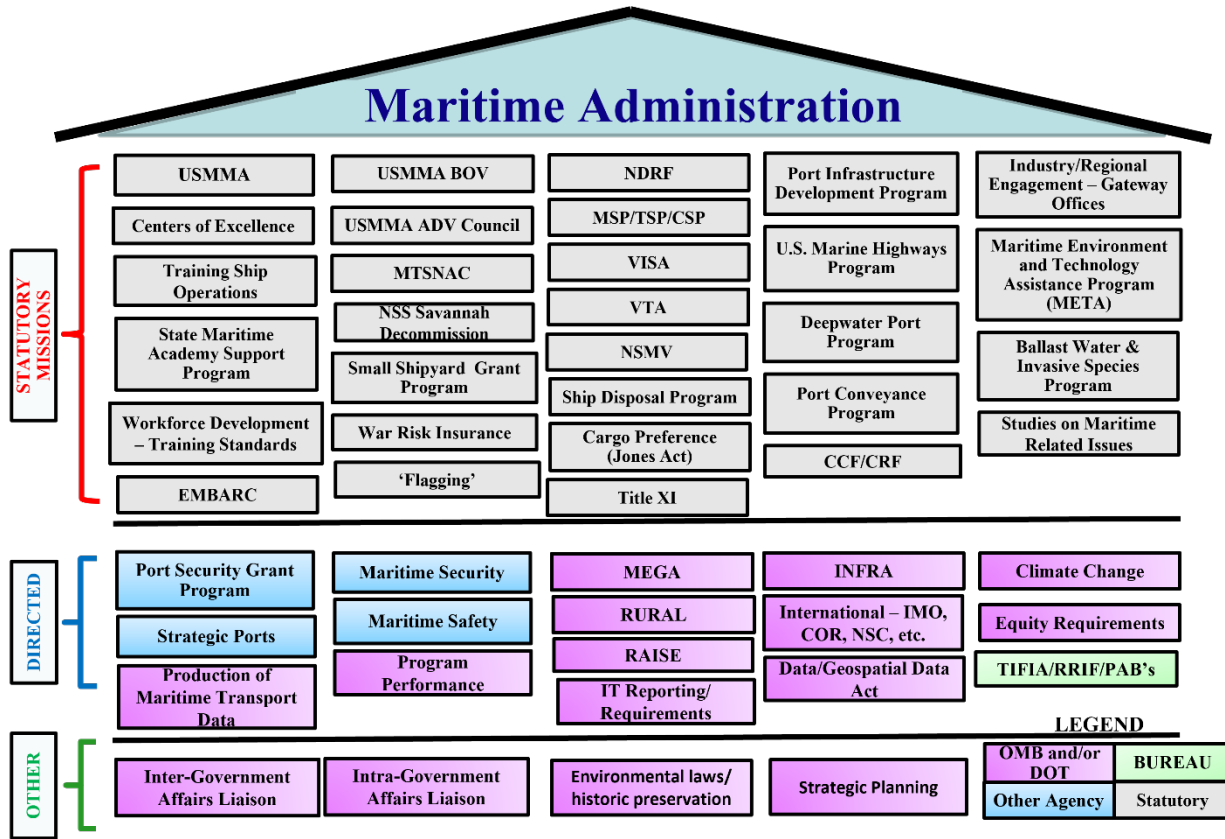 Maritime Administration
STATUTORY
MISSIONS
USMMA
Centers of Excellence
Training Ship
Operations
State Maritime
Academy Support
Program
Workforce Development
– Training Standards
EMBARC
USMMA BOV
USMMA ADV Council
MTSNAC
NSS Savannah
Decommission
Small Shipyard Grant
Program
War Risk Insurance
‘Flagging’
NDRF
MSP/TSP/CSP
VISA
VTA
NSMV
Ship Disposal Program
Cargo Preference
(Jones Act)
Title XI
Port Infrastructure
Development Program
U.S. Marine Highways
Program
Deepwater Port
Program
Port Conveyance
Program
CCF/CRF
Industry/Regional
Engagement – Gateway
Offices
Maritime Environment
and Technology
Assistance Program
(META)
Ballast Water &
Invasive Species
Program
Studies on Maritime
Related Issues
DIRECTED
Port Security Grant
Program
Strategic Ports
Production of
Maritime Transport
Data
Maritime Security
Maritime Safety
Program
Performance
MEGA
RURAL
RAISE
IT Reporting/
Requirements
INFRA
International – IMO,
COR, NSC, etc.
Data/Geospatial Data
Act
Climate Change
Equity Requirements
TIFIA/RRIF/PAB’s
OTHER
Inter-Government
Affairs Liaison
Intra-Government
Affairs Liaison
Environmental laws/
historic preservation
Strategic Planning
LEGEND
OMB and/or
DOT
BUREAU
Other Agency
Statutory